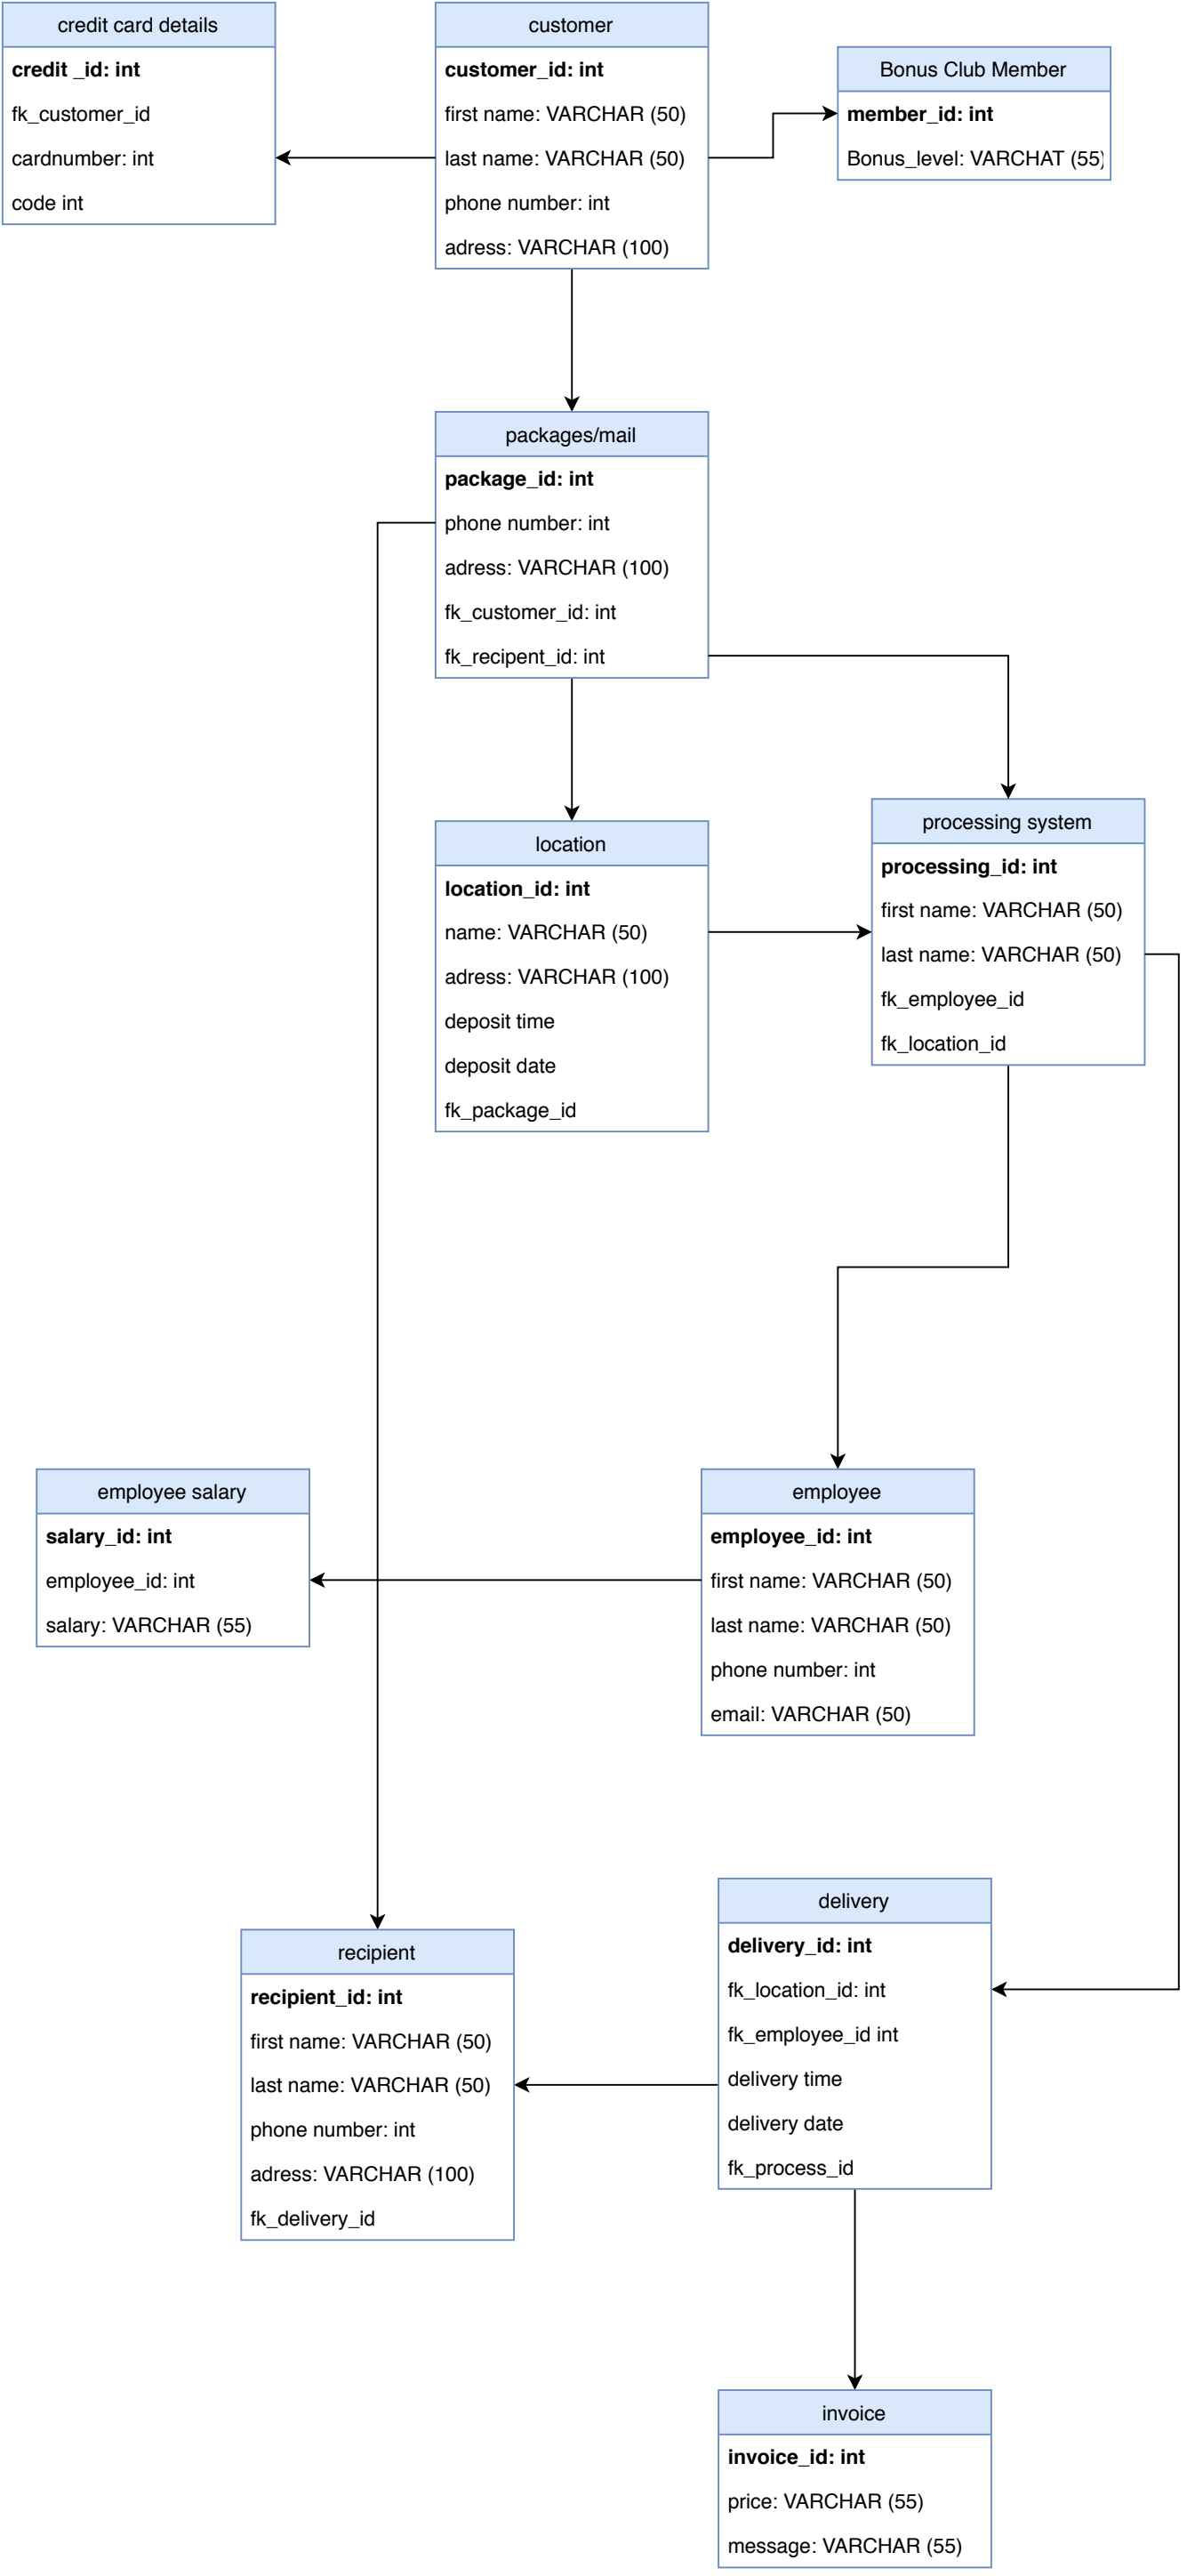 credit card details
credit _id: int
fk_customer_id
cardnumber: int
code int
customer
customer_id: int
first name: VARCHAR (50)
last name: VARCHAR (50)
phone number: int
adress: VARCHAR (100)
Bonus Club Member
member_id: int
Bonus_level: VARCHAT (55)
packages/mail
package_id: int
phone number: int
adress: VARCHAR (100)
fk_customer_id: int
fk_recipent_id: int
location
location_id: int
name: VARCHAR (50)
adress: VARCHAR (100)
deposit time
deposit date
fk_package_id
processing system
processing_id: int
first name: VARCHAR (50)
last name: VARCHAR (50)
fk_employee_id
fk_location_id
employee salary
salary_id: int
employee_id: int
salary: VARCHAR (55)
employee
employee_id: int
first name: VARCHAR (50)
last name: VARCHAR (50)
phone number: int
email: VARCHAR (50)
recipient
recipient_id: int
first name: VARCHAR (50)
last name: VARCHAR (50)
phone number: int
adress: VARCHAR (100)
fk_delivery_id
delivery
delivery_id: int
fk_location_id: int
fk_employee_id int
delivery time
delivery date
fk_process_id
invoice
invoice_id: int
price: VARCHAR (55)
message: VARCHAR (55)